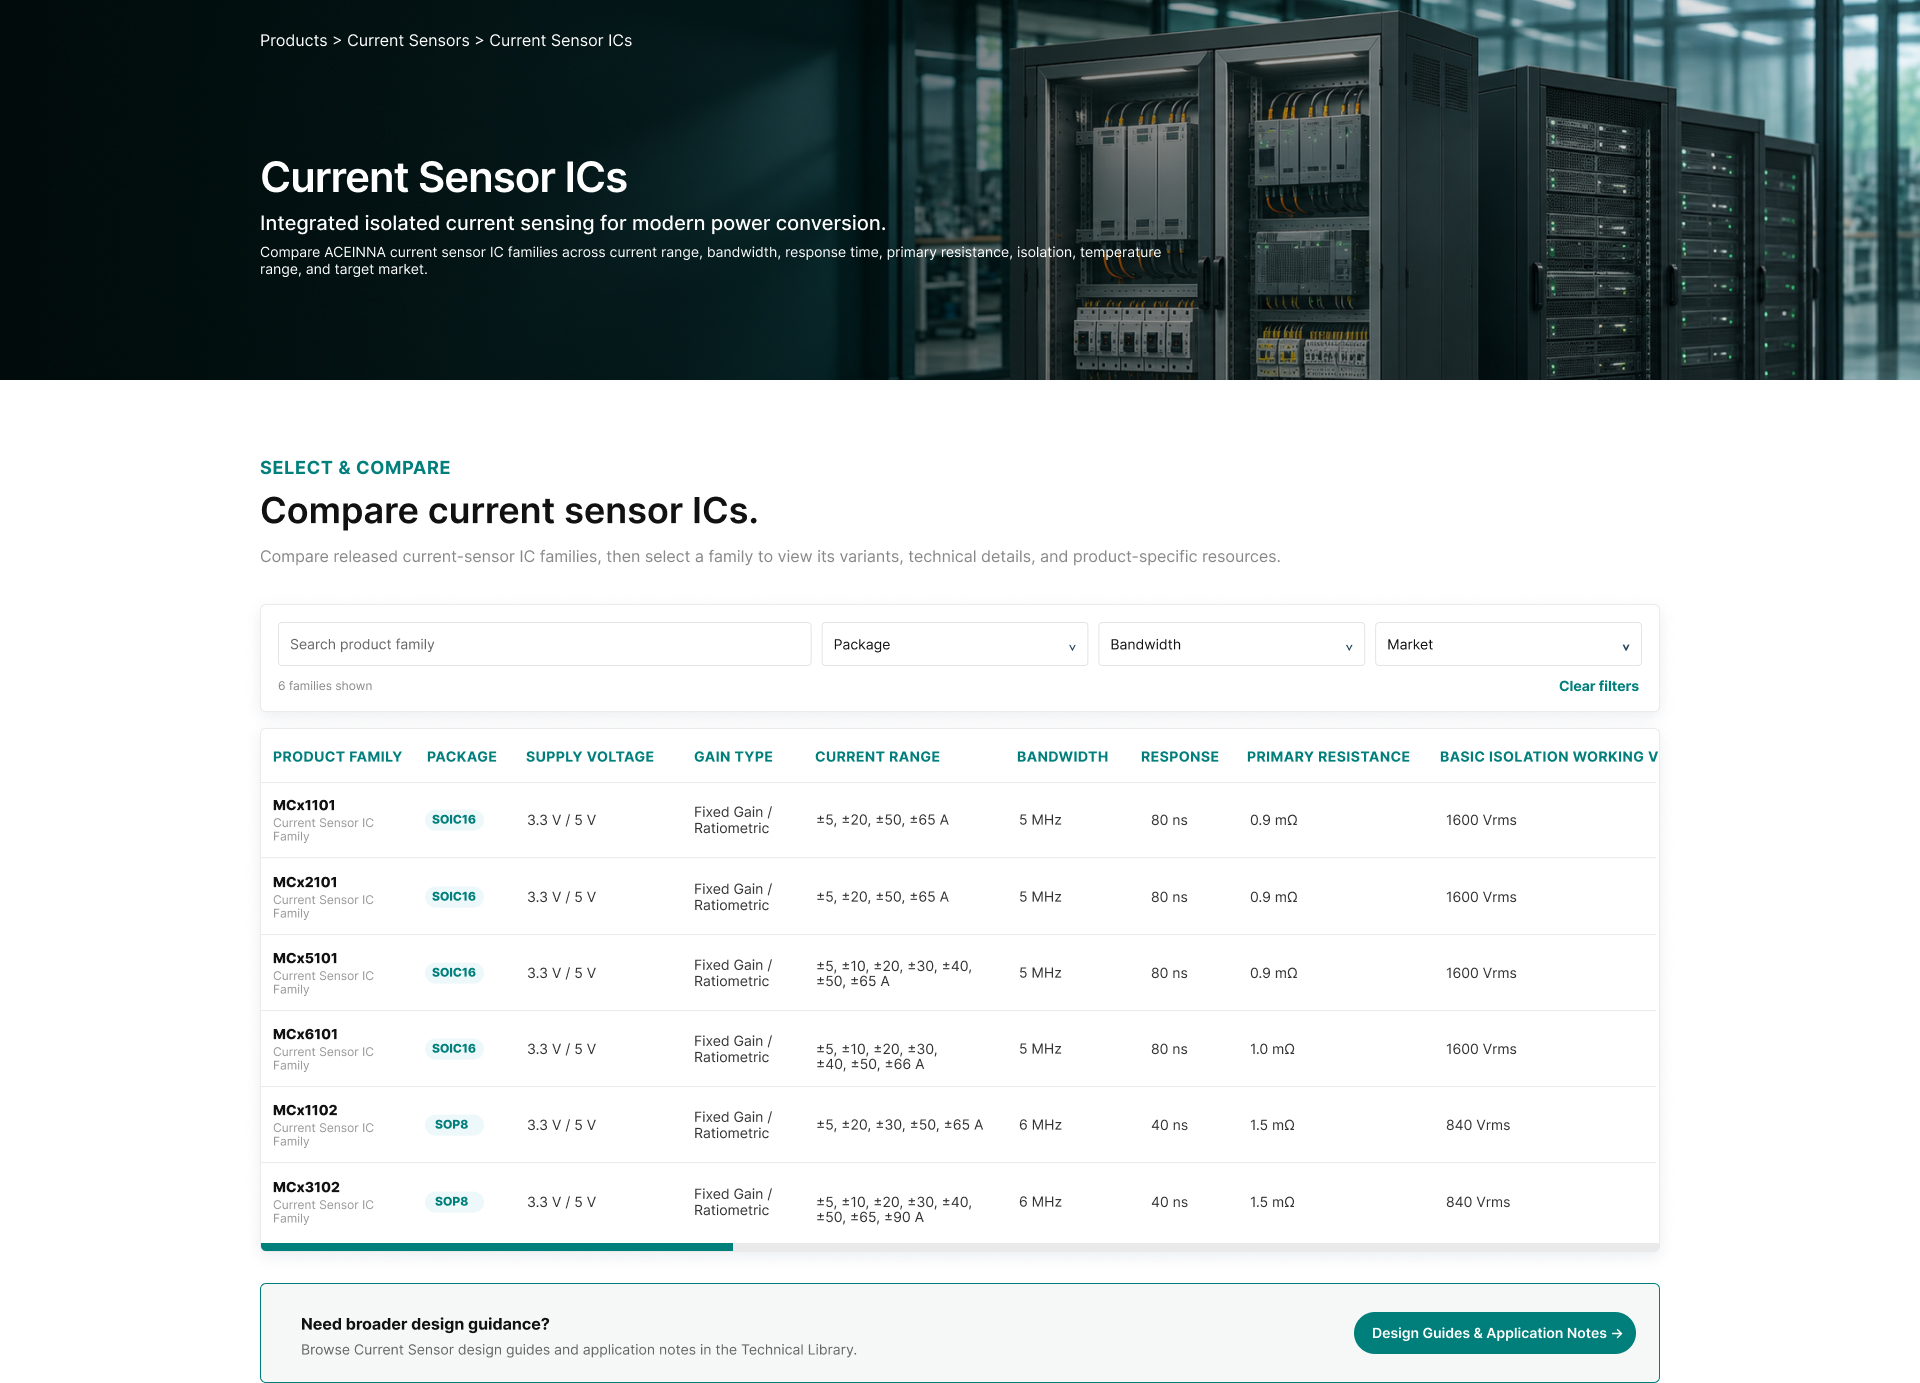 Products > Current Sensors > Current Sensor ICs
Current Sensor ICs
Integrated isolated current sensing for modern power conversion.
Compare ACEINNA current sensor IC families across current range, bandwidth, response time, primary resistance, isolation, temperature
range, and target market.
SELECT & COMPARE
Compare current sensor ICs.
Compare released current-sensor IC families, then select a family to view its variants, technical details, and product-specific resources.
Search product family
Package
Bandwidth
Market
6 families shown
Clear filters
PRODUCT FAMILY PACKAGE SUPPLY VOLTAGE GAIN TYPE CURRENT RANGE BANDWIDTH RESPONSE PRIMARY RESISTANCE BASIC ISOLATION WORKING V
MCx1101
Current Sensor IC
Family
SOIC16
3.3 V / 5 V
Fixed Gain /
Ratiometric
±5, ±20, ±50, ±65 A
5 MHz
80 ns
0.9 mΩ
1600 Vrms
MCx2101
Current Sensor IC
Family
SOIC16
3.3 V / 5 V
Fixed Gain /
Ratiometric
±5, ±20, ±50, ±65 A
5 MHz
80 ns
0.9 mΩ
1600 Vrms
MCx5101
Current Sensor IC
Family
SOIC16
3.3 V / 5 V
Fixed Gain /
Ratiometric
±5, ±10, ±20, ±30, ±40,
±50, ±65 A
5 MHz
80 ns
0.9 mΩ
1600 Vrms
MCx6101
Current Sensor IC
Family
SOIC16
3.3 V / 5 V
Fixed Gain /
Ratiometric
±5, ±10, ±20, ±30,
±40, ±50, ±66 A
5 MHz
80 ns
1.0 mΩ
1600 Vrms
MCx1102
Current Sensor IC
Family
SOP8
3.3 V / 5 V
Fixed Gain /
Ratiometric
±5, ±20, ±30, ±50, ±65 A
6 MHz
40 ns
1.5 mΩ
840 Vrms
MCx3102
Current Sensor IC
Family
SOP8
3.3 V / 5 V
Fixed Gain /
Ratiometric
±5, ±10, ±20, ±30, ±40,
±50, ±65, ±90 A
6 MHz
40 ns
1.5 mΩ
840 Vrms
Need broader design guidance?
Browse Current Sensor design guides and application notes in the Technical Library.
Design Guides & Application Notes →